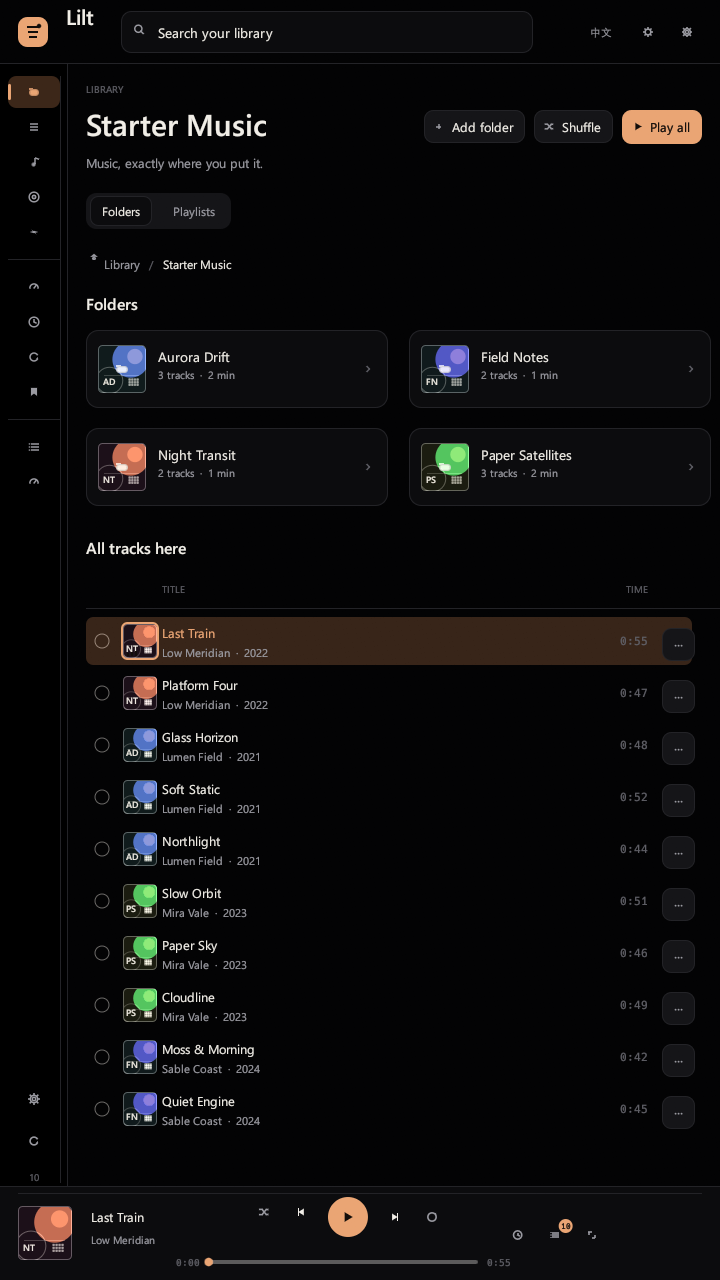 Lilt
Search your library
中文
LIBRARY
Starter Music
Add folder
Shuffle
Play all
Music, exactly where you put it.
Folders
Playlists
Library / Starter Music
Folders
AD
Aurora Drift
3 tracks · 2 min
FN
Field Notes
2 tracks · 1 min
NT
Night Transit
2 tracks · 1 min
PS
Paper Satellites
3 tracks · 2 min
All tracks here
TITLE
TIME
NT
Last Train
Low Meridian · 2022
0:55
NT
Platform Four
Low Meridian · 2022
0:47
AD
Glass Horizon
Lumen Field · 2021
0:48
AD
Soft Static
Lumen Field · 2021
0:52
AD
Northlight
Lumen Field · 2021
0:44
PS
Slow Orbit
Mira Vale · 2023
0:51
PS
Paper Sky
Mira Vale · 2023
0:46
PS
Cloudline
Mira Vale · 2023
0:49
FN
Moss & Morning
Sable Coast · 2024
0:42
FN
Quiet Engine
Sable Coast · 2024
0:45
10
NT
Last Train
Low Meridian
0:00
0:55
10